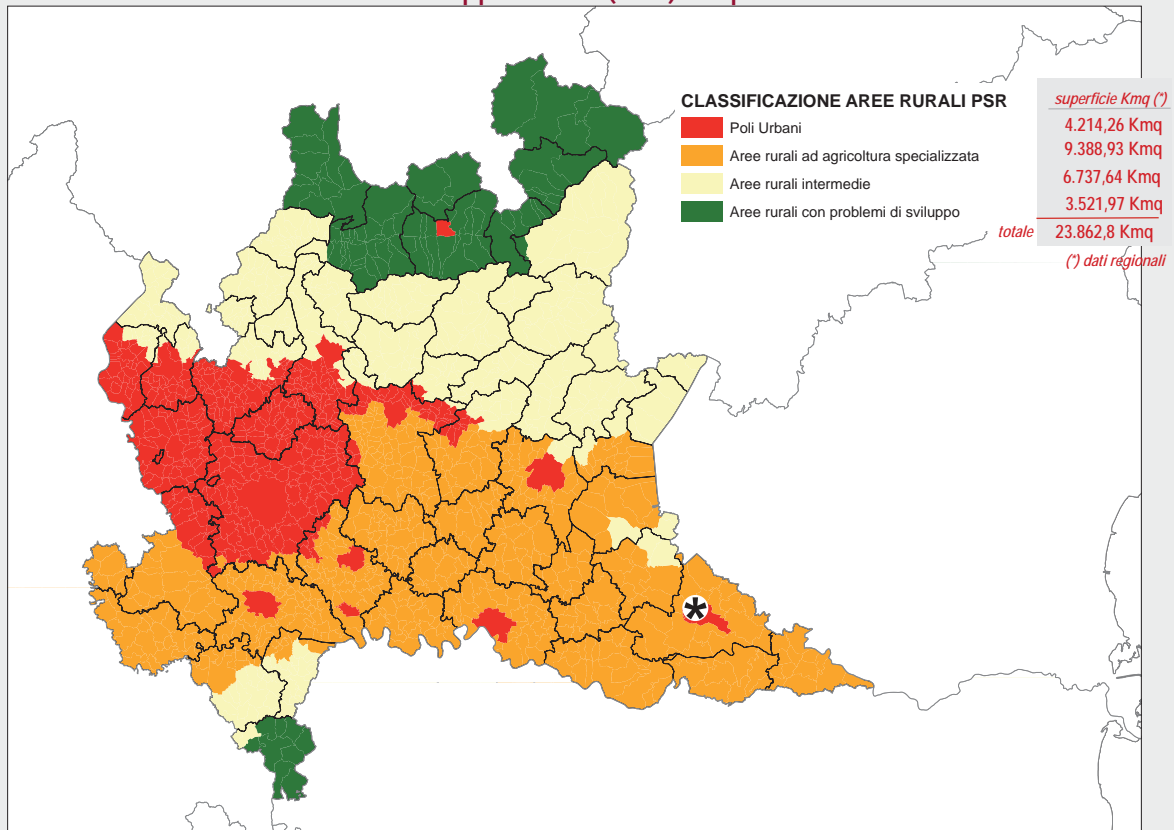 CLASSIFICAZIONE AREE RURALI PSR
superficie Kmq (*)
Poli Urbani
4.214,26 Kmq
Aree rurali ad agricoltura specializzata
9.388,93 Kmq
Aree rurali intermedie
6.737,64 Kmq
Aree rurali con problemi di sviluppo
3.521,97 Kmq
totale 23.862,8 Kmq
(*) dati regionali
*